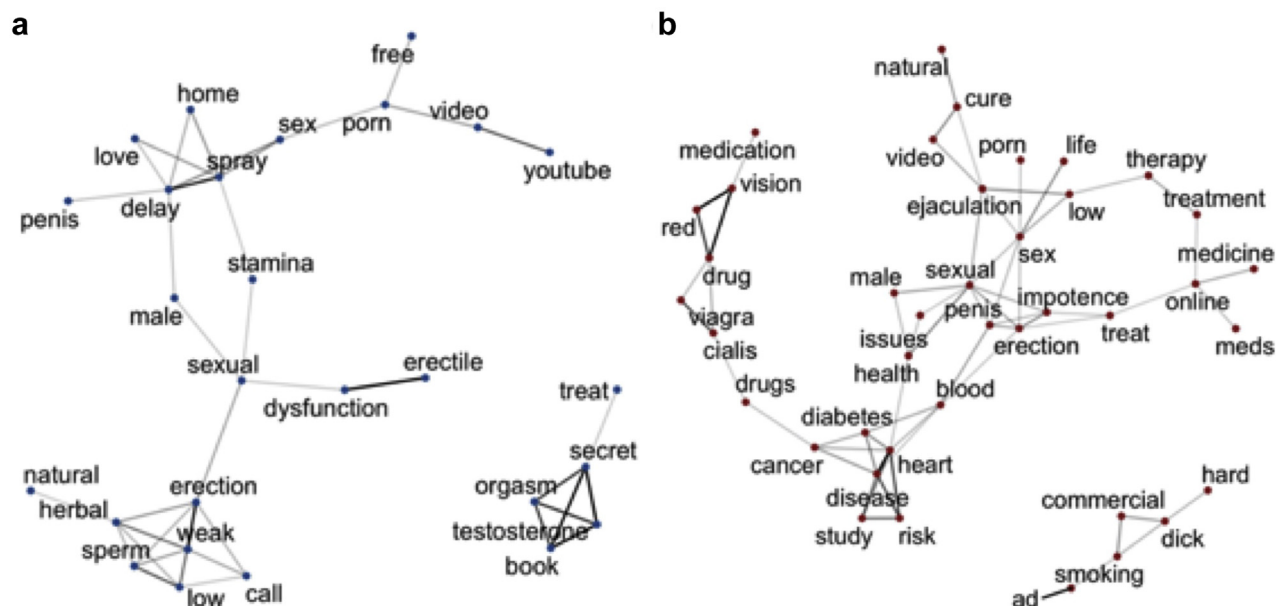 a
free
home
sex
porn
video
love
spray
youtube
penis
delay
stamina
male
sexual
erectile
dysfunction
treat
secret
natural
erection
orgasm
herbal
weak
testosterone
sperm
book
low
call
b
natural
cure
video
porn
life
medication
therapy
vision
ejaculation
low
treatment
red
sex
drug
sexual
medicine
male
penis
impotence
online
viagra
issues
erection
treat
meds
cialis
health
drugs
blood
diabetes
cancer
heart
disease
hard
commercial
study
risk
dick
smoking
ad